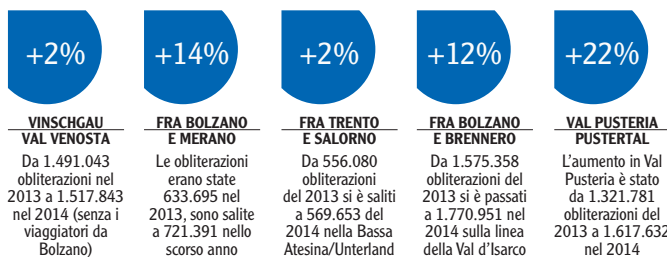 +2%
VINSCHGAU
VAL VENOSTA
Da 1.491.043
obliterazioni nel
2013 a 1.517.843
nel 2014 (senza i
viaggiatori da
Bolzano)
+14%
FRA BOLZANO
E MERANO
Le obliterazioni
erano state
633.695 nel
2013, sono salite
a 721.391 nello
scorso anno
+2%
FRA TRENTO
E SALORNO
Da 556.080
obliterazioni
del 2013 si è saliti
a 569.653 del
2014 nella Bassa
Atesina/Unterland
+12%
FRA BOLZANO
E BRENNERO
Da 1.575.358
obliterazioni del
2013 si è passati
a 1.770.951 nel
2014 sulla linea
della Val d'Isarco
+22%
VAL PUSTERIA
PUSTERTAL
L'aumento in Val
Pusteria è stato
da 1.321.781
obliterazioni del
2013 a 1.617.632
nel 2014